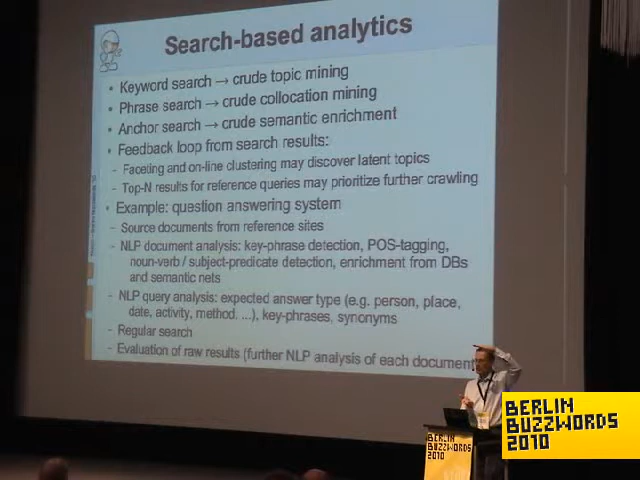 Search-based analytics
• Keyword search → crude topic mining
• Phrase search → crude collocation mining
• Anchor search → crude semantic enrichment
• Feedback loop from search results:
– Faceting and on-line clustering may discover latent topics
– Top-N results for reference queries may prioritize further crawling
• Example: question answering system
– Source documents from reference sites
– NLP document analysis: key-phrase detection, POS-tagging,
noun-verb / subject-predicate detection, enrichment from DBs
and semantic nets
– NLP query analysis: expected answer type (e.g. person, place,
date, activity, method. ...), key-phrases, synonyms
– Regular search
– Evaluation of raw results (further NLP analysis of each document
BERLIN
BUZZWORDS
2010
BERLIN
BUZZWORDS
2010